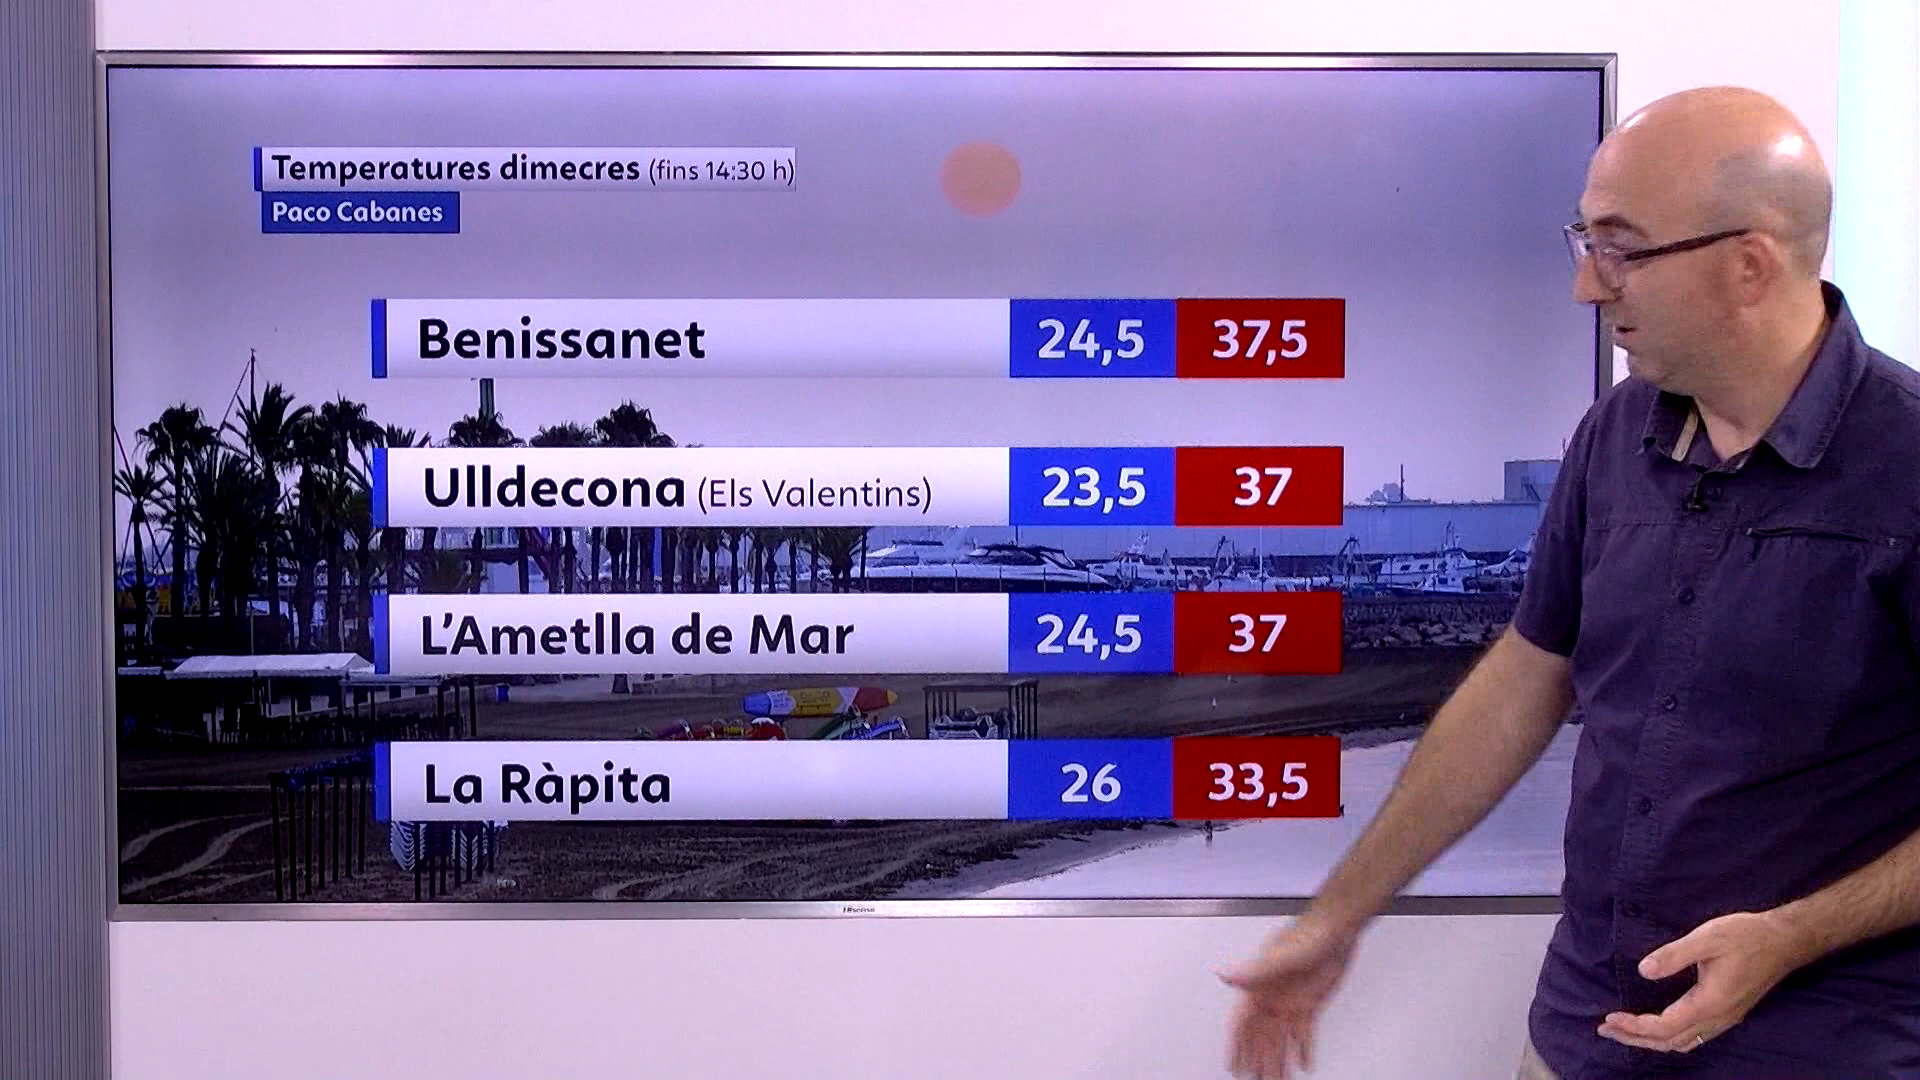 Temperatures dimecres (fins 14:30 h)
Paco Cabanes
Benissanet 24,5 37,5
Ulldecona (Els Valentins) 23,5 37
L'Ametlla de Mar 24,5 37
La Ràpita 26 33,5
Hisense